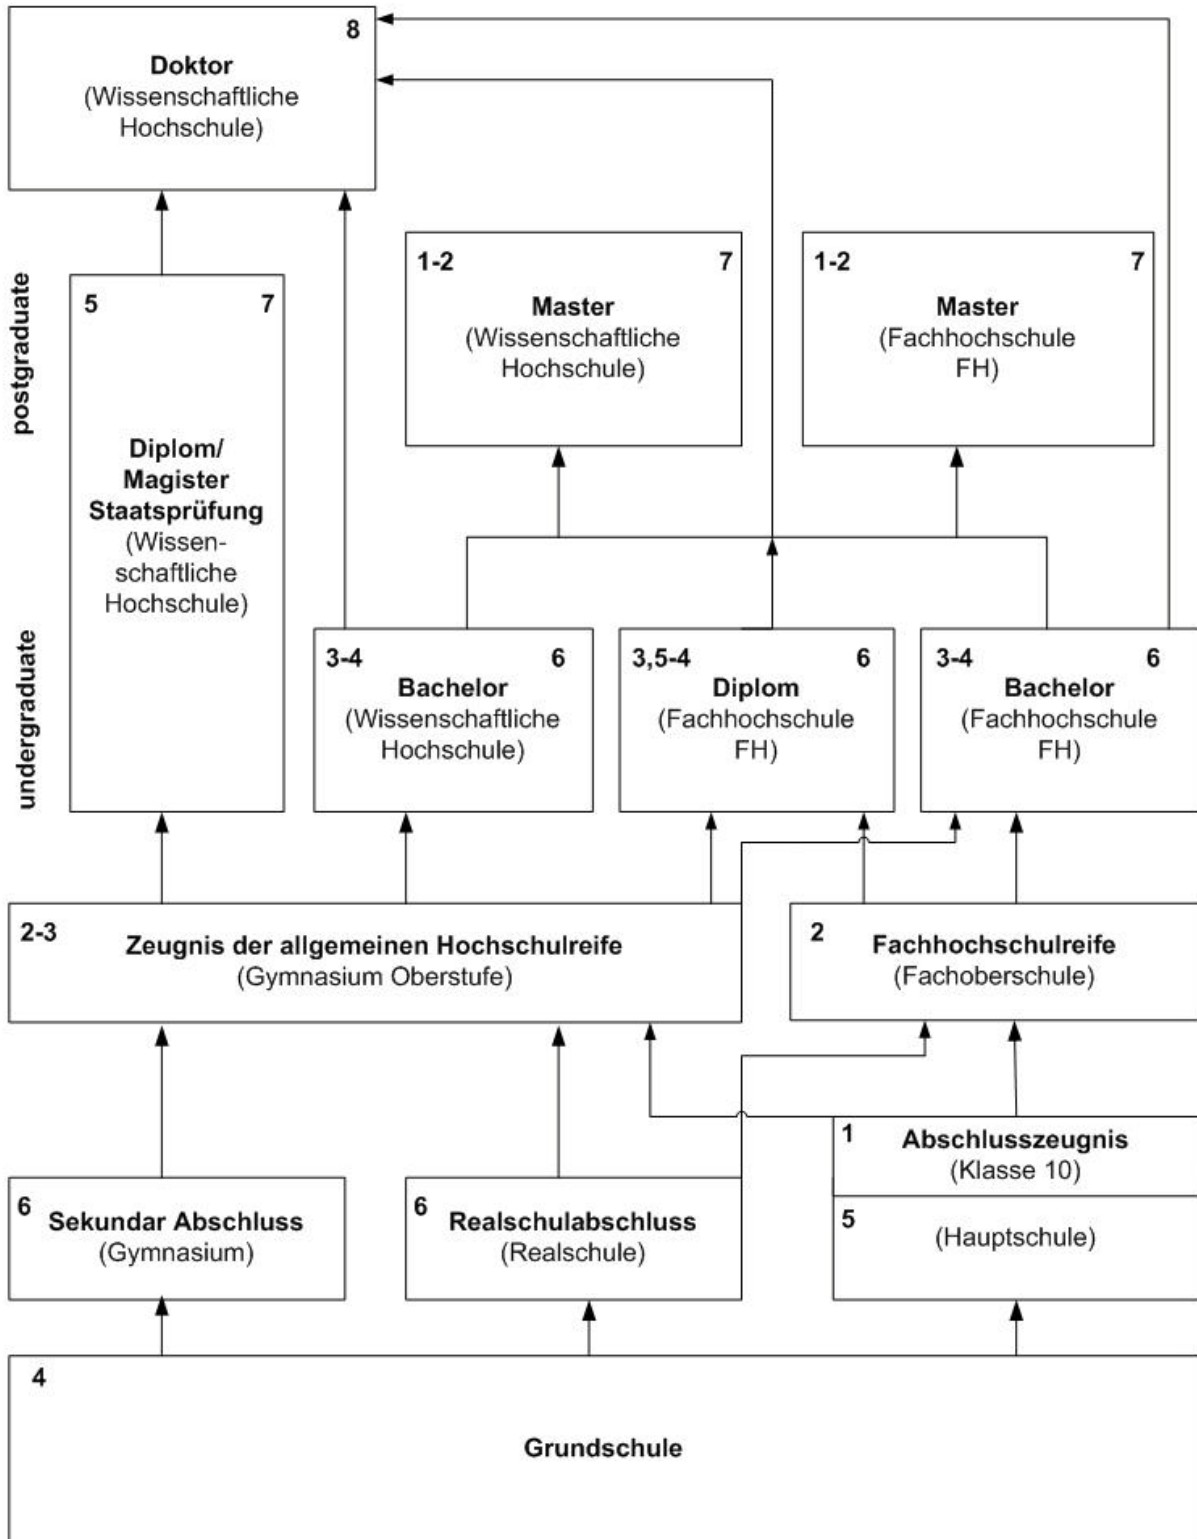 8
Doktor
(Wissenschaftliche
Hochschule)
postgraduate
undergraduate
5 7
Diplom/
Magister
Staatsprüfung
(Wissen-
schaftliche
Hochschule)
1-2 7
Master
(Wissenschaftliche
Hochschule)
1-2 7
Master
(Fachhochschule
FH)
3-4 6
Bachelor
(Wissenschaftliche
Hochschule)
3,5-4 6
Diplom
(Fachhochschule
FH)
3-4 6
Bachelor
(Fachhochschule
FH)
2-3 Zeugnis der allgemeinen Hochschulreife
(Gymnasium Oberstufe)
2 Fachhochschulreife
(Fachoberschule)
6 Sekundar Abschluss
(Gymnasium)
6 Realschulabschluss
(Realschule)
1 Abschlusszeugnis
(Klasse 10)
5 (Hauptschule)
4
Grundschule